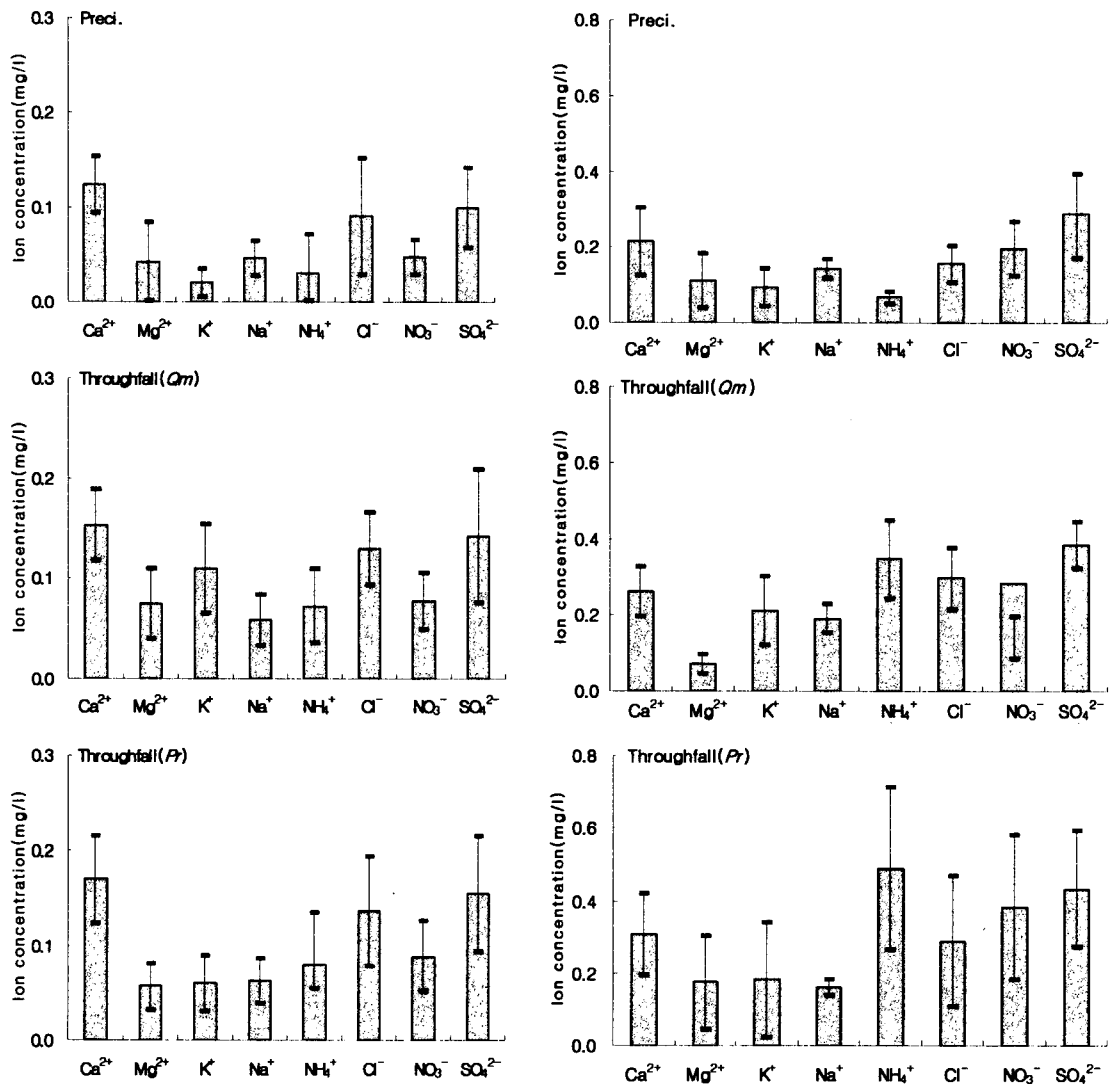 Preci.
Ion concentration(mg/l)
0.3
0.2
0.1
0.0
Ca²⁺ Mg²⁺ K⁺ Na⁺ NH₄⁺ Cl⁻ NO₃⁻ SO₄²⁻
Preci.
Ion concentration(mg/l)
0.8
0.6
0.4
0.2
0.0
Ca²⁺ Mg²⁺ K⁺ Na⁺ NH₄⁺ Cl⁻ NO₃⁻ SO₄²⁻
Throughfall(Qm)
Ion concentration(mg/l)
0.3
0.2
0.1
0.0
Ca²⁺ Mg²⁺ K⁺ Na⁺ NH₄⁺ Cl⁻ NO₃⁻ SO₄²⁻
Throughfall(Qm)
Ion concentration(mg/l)
0.8
0.6
0.4
0.2
0.0
Ca²⁺ Mg²⁺ K⁺ Na⁺ NH₄⁺ Cl⁻ NO₃⁻ SO₄²⁻
Throughfall(Pr)
Ion concentration(mg/l)
0.3
0.2
0.1
0.0
Ca²⁺ Mg²⁺ K⁺ Na⁺ NH₄⁺ Cl⁻ NO₃⁻ SO₄²⁻
Throughfall(Pr)
Ion concentration(mg/l)
0.8
0.6
0.4
0.2
0.0
Ca²⁺ Mg²⁺ K⁺ Na⁺ NH₄⁺ Cl⁻ NO₃⁻ SO₄²⁻